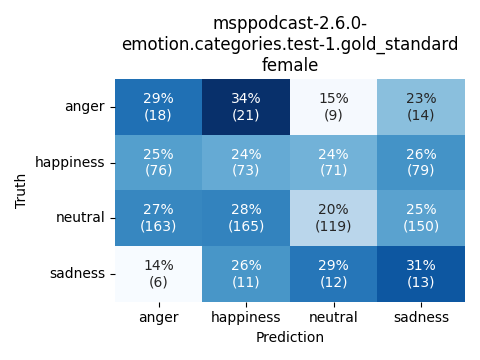 msppodcast-2.6.0-
emotion.categories.test-1.gold_standard
female
Truth
anger
29% 34% 15% 23%
(18) (21) (9) (14)
happiness
25% 24% 24% 26%
(76) (73) (71) (79)
neutral
27% 28% 20% 25%
(163) (165) (119) (150)
sadness
14% 26% 29% 31%
(6) (11) (12) (13)
anger happiness neutral sadness
Prediction